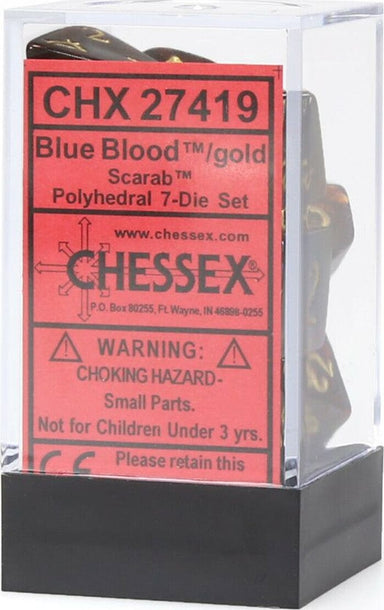 CHX 27419
Blue Blood™/gold
Scarab™
Polyhedral 7-Die Set
www.chessex.com
CHESSEX®
P.O. Box 80255, Ft. Wayne, IN 46898-0255
WARNING:
CHOKING HAZARD-
Small Parts.
Not for Children Under 3 yrs.
CE Please retain this